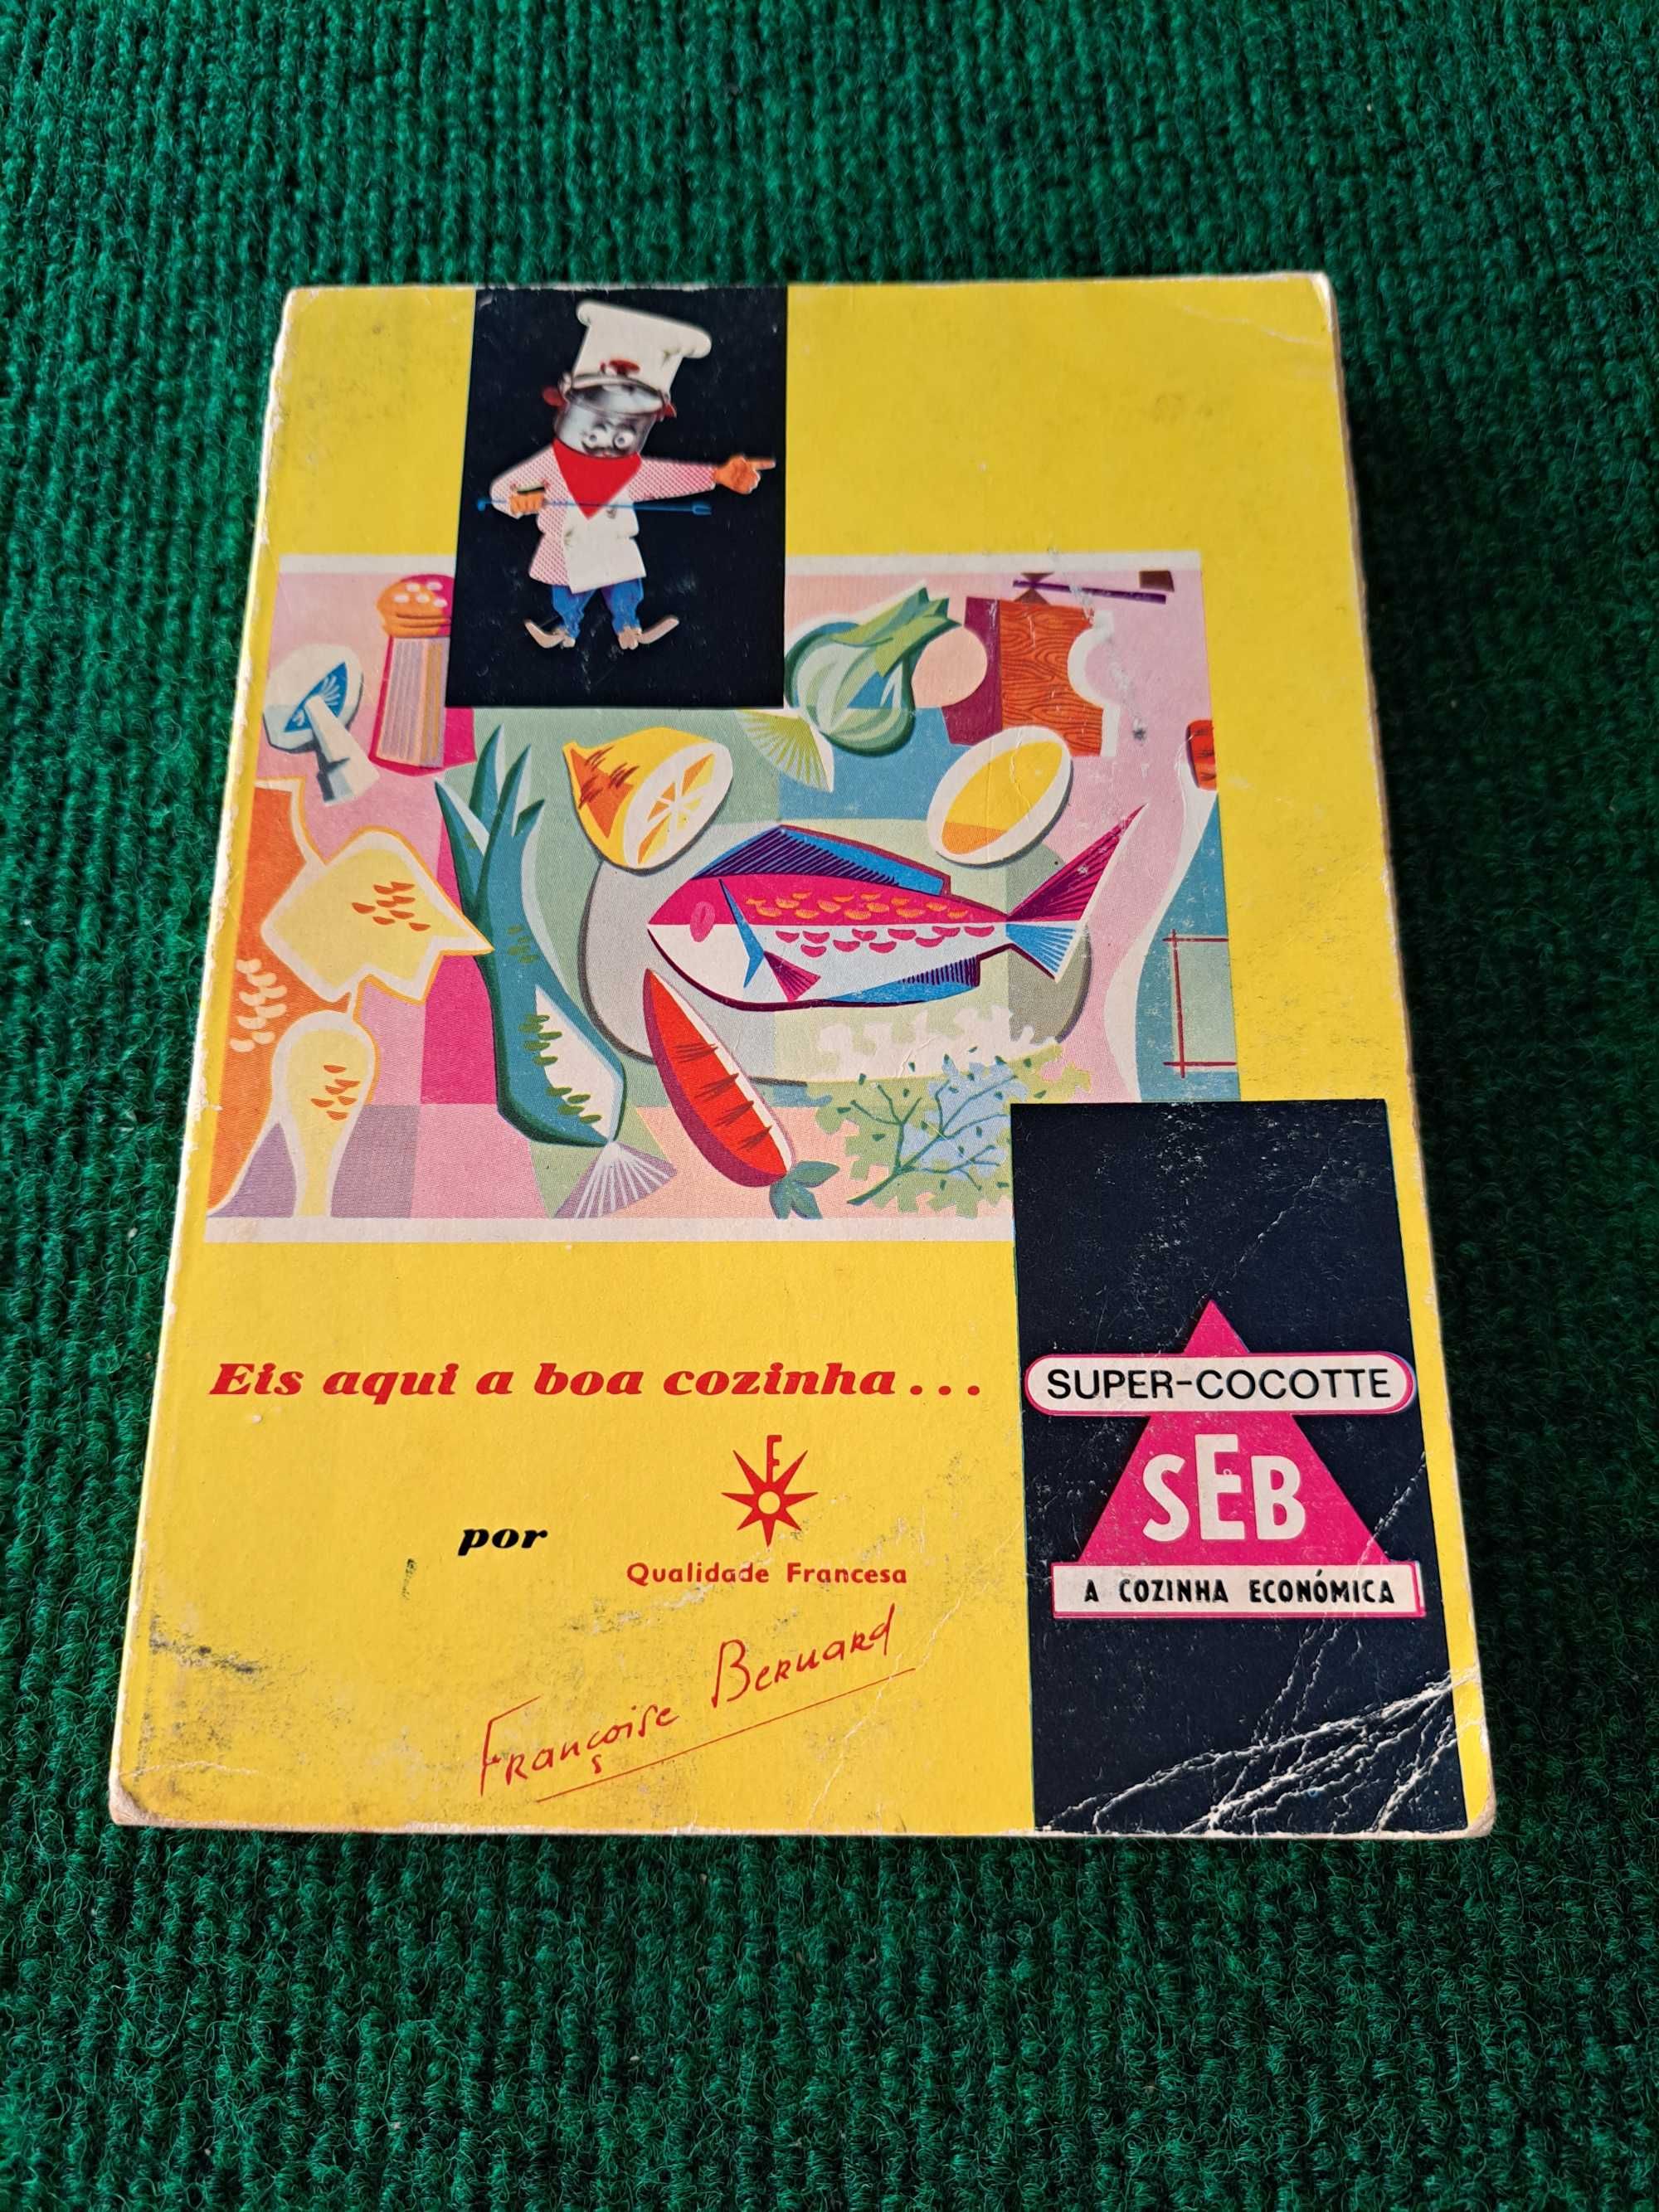 Eis aqui a boa cozinha...
por
F
Qualidade Francesa
Françoise Bernard
SUPER-COCOTTE
SEB
A COZINHA ECONÓMICA